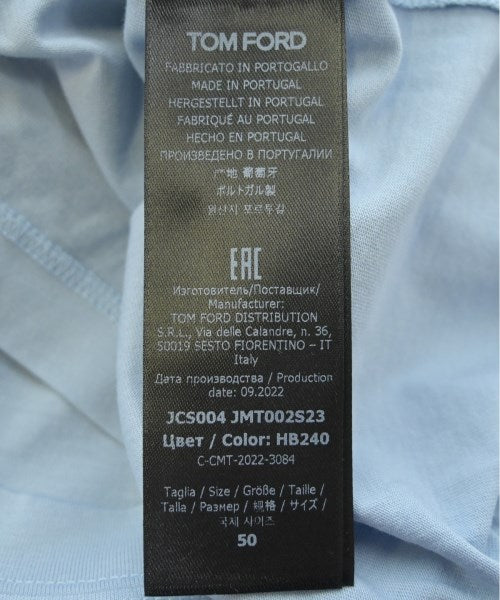 TOM FORD
FABBRICATO IN PORTOGALLO
MADE IN PORTUGAL
HERGESTELLT IN PORTUGAL
FABRIQUÉ AU PORTUGAL
HECHO EN PORTUGAL
ПРОИЗВЕДЕНО В ПОРТУГАЛИИ
产地 葡萄牙
ポルトガル製
원산지 포르투갈
EAC
Изготовитель/Поставщик/
Manufacturer:
TOM FORD DISTRIBUTION
S.R.L., Via delle Calandre, n. 36,
50019 SESTO FIORENTINO – IT
Italy
Дата производства / Production
date: 09.2022
JCS004 JMT002S23
Цвет / Color: HB240
C-CMT-2022-3084
Taglia / Size / Größe / Taille /
Talla / Размер / 规格 / サイズ /
국제 사이즈
50